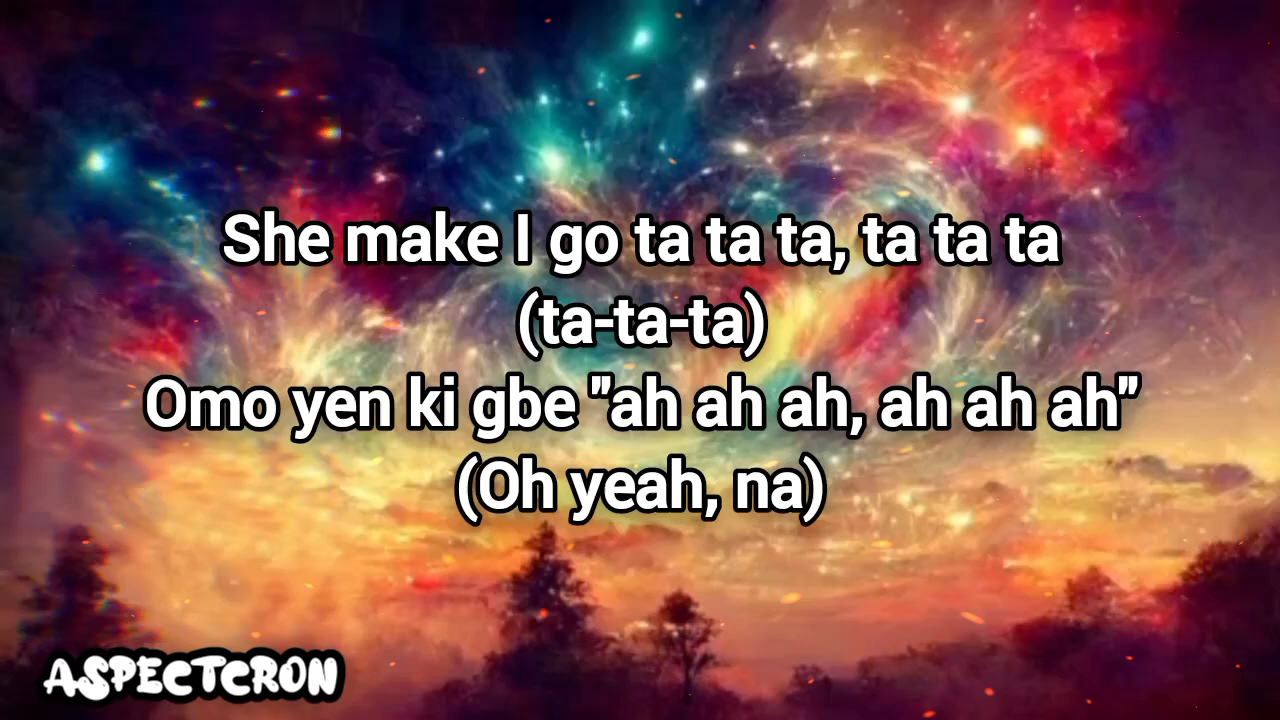 She make I go ta ta ta, ta ta ta
(ta-ta-ta)
Omo yen ki gbe "ah ah ah, ah ah ah"
(Oh yeah, na)
ASPECTCRON